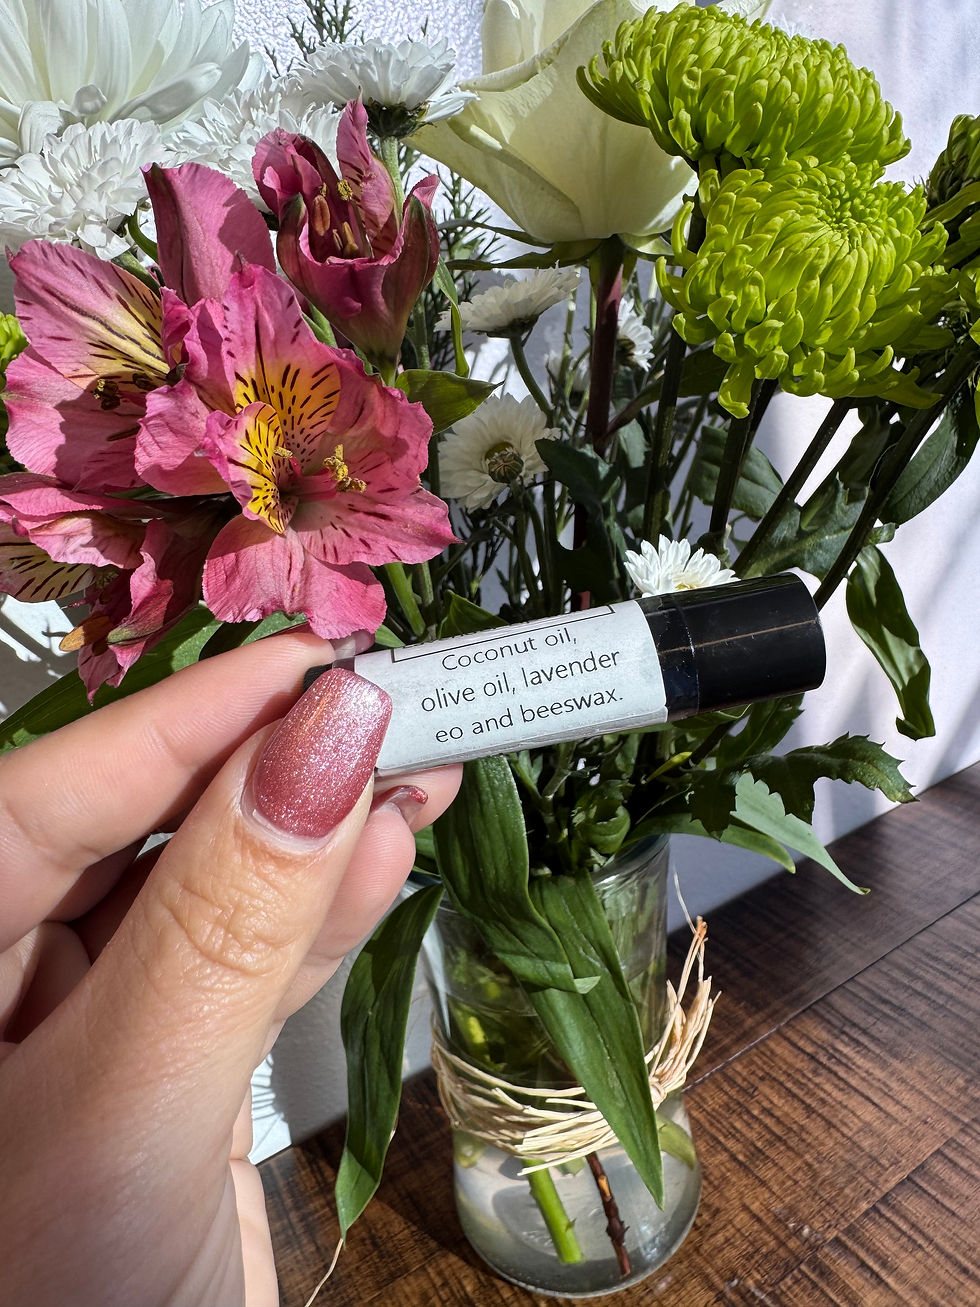 Coconut oil,
olive oil, lavender
eo and beeswax.